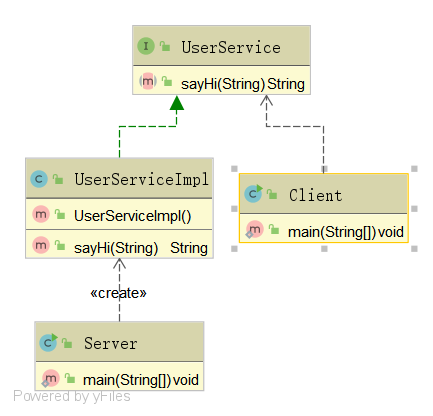 UserService
sayHi(String) String
UserServiceImpl
UserServiceImpl()
sayHi(String) String
Client
main(String[]) void
«create»
Server
main(String[]) void
Powered by yFiles